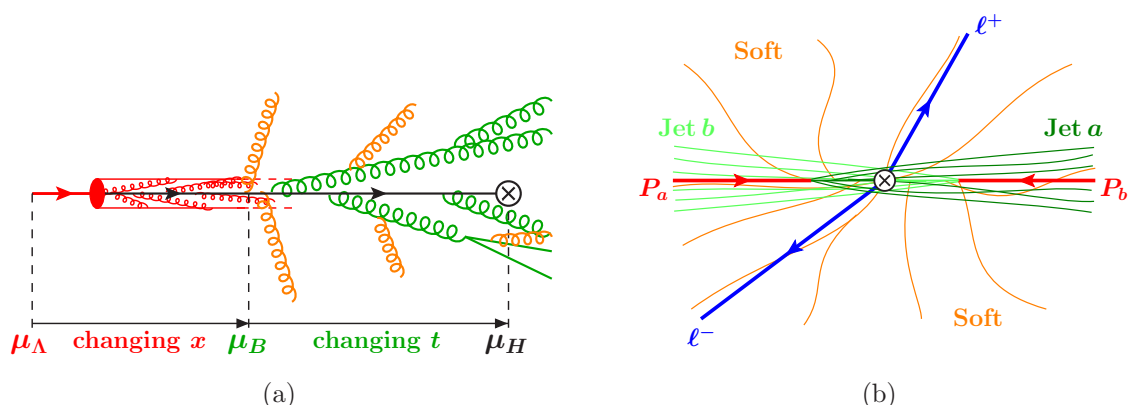 μ_Λ changing x μ_B changing t μ_H
(a)
ℓ⁺
Soft
Jet b Jet a
P_a P_b
ℓ⁻ Soft
(b)